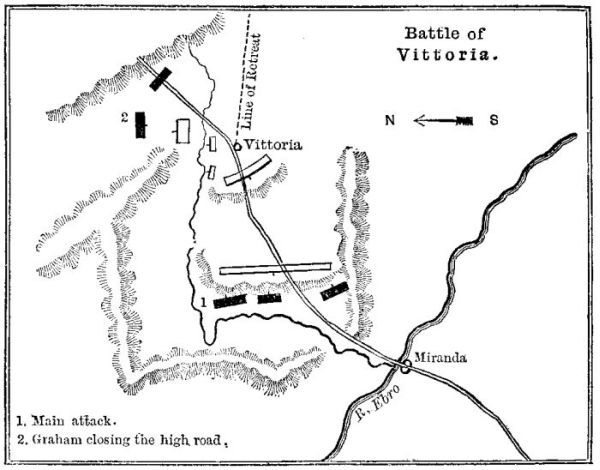 Battle of
Vittoria.
N S
Line of Retreat
2
Vittoria
1
Miranda
R. Ebro
1. Main attack.
2. Graham closing the high road.